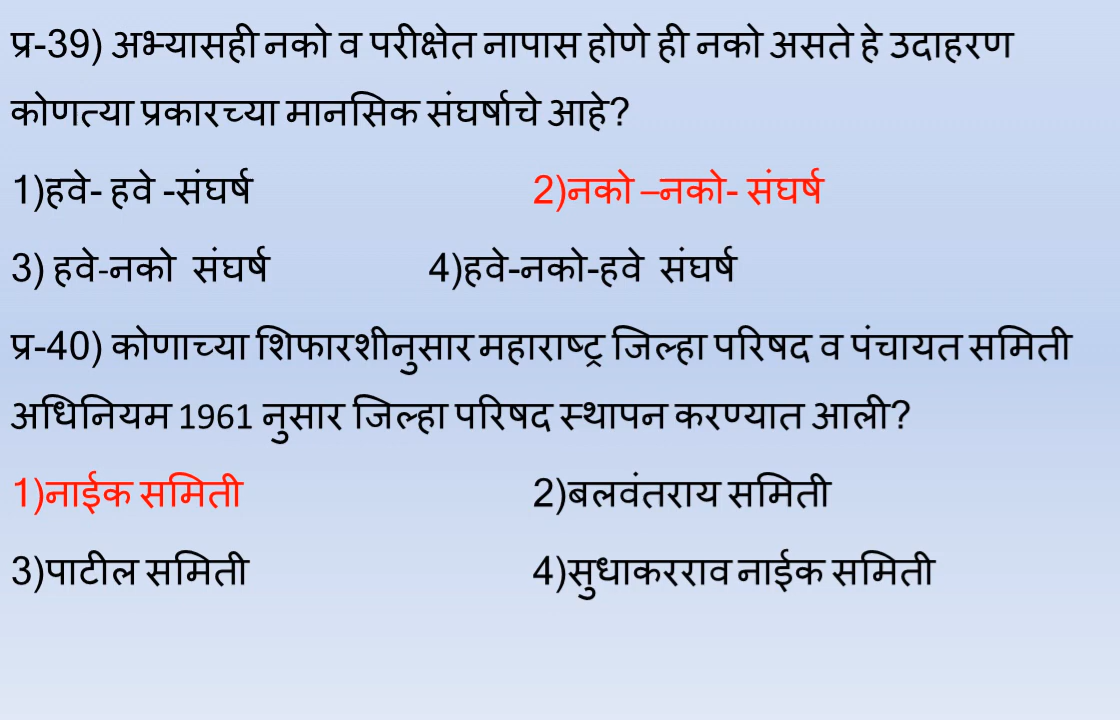 प्र-39) अभ्यासही नको व परीक्षेत नापास होणे ही नको असते हे उदाहरण
कोणत्या प्रकारच्या मानसिक संघर्षाचे आहे?
1)हवे- हवे -संघर्ष 2)नको –नको- संघर्ष
3) हवे-नको संघर्ष 4)हवे-नको-हवे संघर्ष
प्र-40) कोणाच्या शिफारशीनुसार महाराष्ट्र जिल्हा परिषद व पंचायत समिती
अधिनियम 1961 नुसार जिल्हा परिषद स्थापन करण्यात आली?
1)नाईक समिती 2)बलवंतराय समिती
3)पाटील समिती 4)सुधाकरराव नाईक समिती